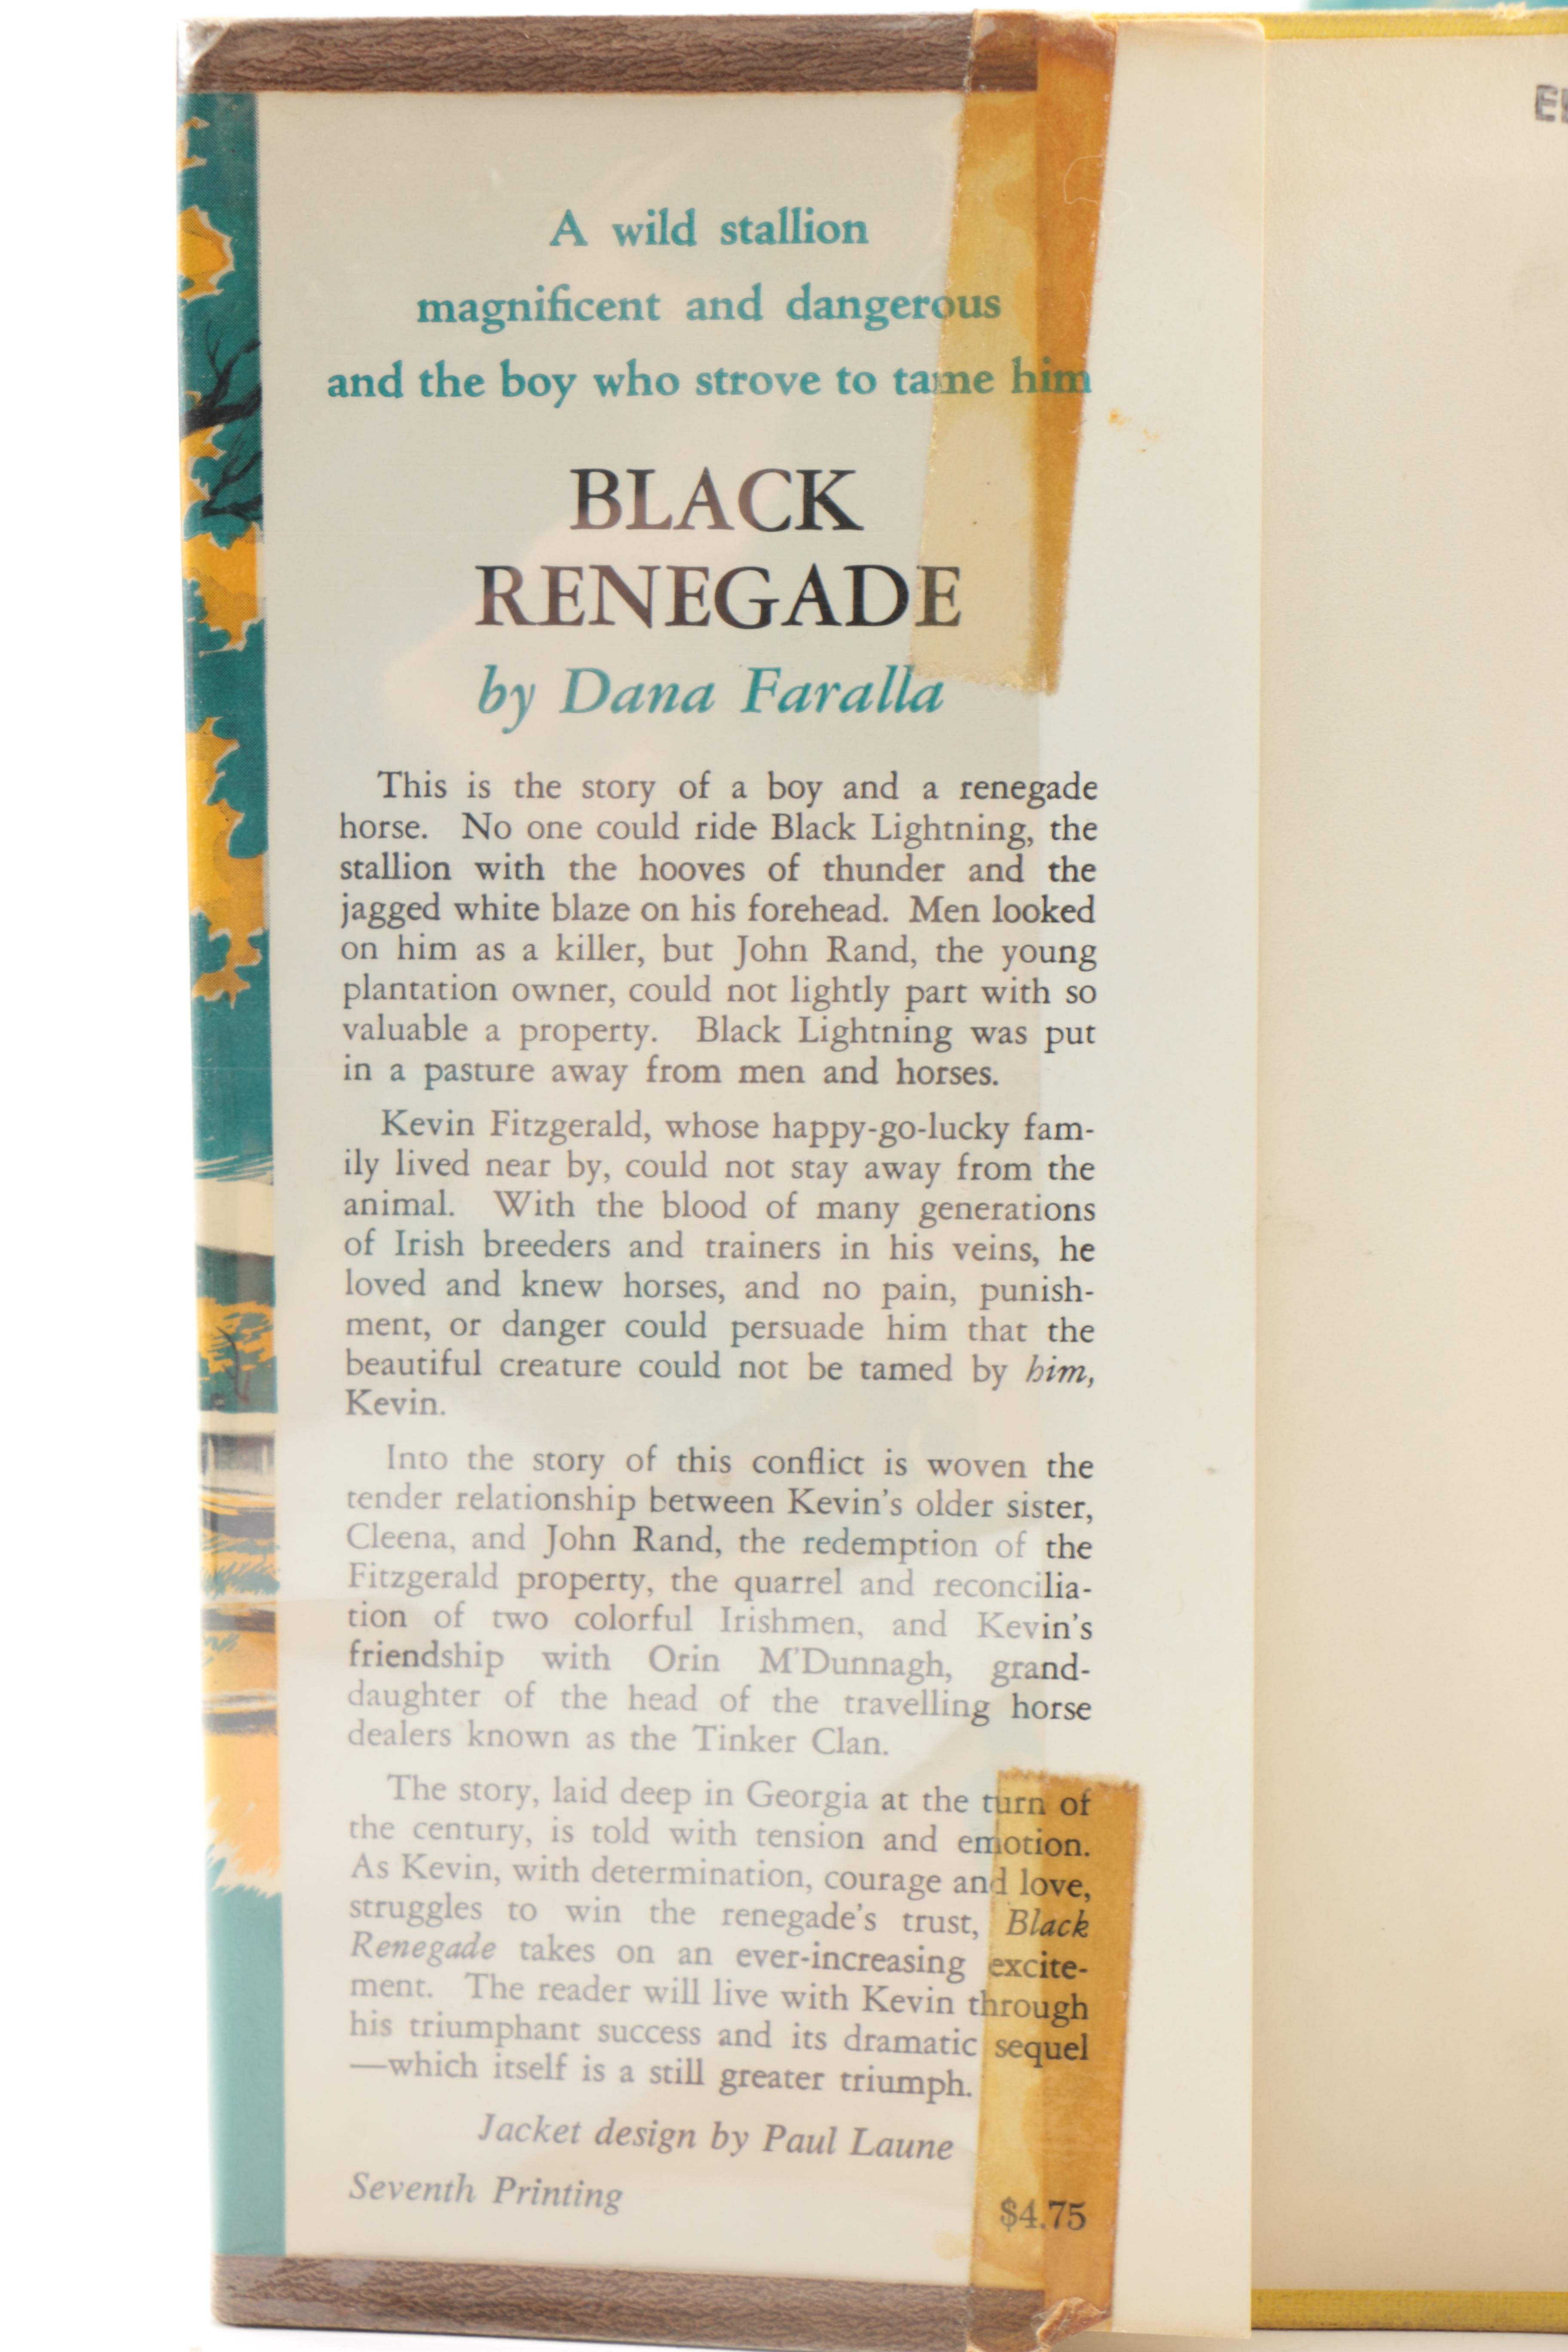 A wild stallion
magnificent and dangerous
and the boy who strove to tame him
BLACK
RENEGADE
by Dana Faralla
This is the story of a boy and a renegade
horse. No one could ride Black Lightning, the
stallion with the hooves of thunder and the
jagged white blaze on his forehead. Men looked
on him as a killer, but John Rand, the young
plantation owner, could not lightly part with so
valuable a property. Black Lightning was put
in a pasture away from men and horses.
Kevin Fitzgerald, whose happy-go-lucky fam-
ily lived near by, could not stay away from the
animal. With the blood of many generations
of Irish breeders and trainers in his veins, he
loved and knew horses, and no pain, punish-
ment, or danger could persuade him that the
beautiful creature could not be tamed by him,
Kevin.
Into the story of this conflict is woven the
tender relationship between Kevin's older sister,
Cleena, and John Rand, the redemption of the
Fitzgerald property, the quarrel and reconcilia-
tion of two colorful Irishmen, and Kevin's
friendship with Orin M'Dunnagh, grand-
daughter of the head of the travelling horse
dealers known as the Tinker Clan.
The story, laid deep in Georgia at the turn of
the century, is told with tension and emotion.
As Kevin, with determination, courage and love,
struggles to win the renegade's trust, Black
Renegade takes on an ever-increasing excite-
ment. The reader will live with Kevin through
his triumphant success and its dramatic sequel
—which itself is a still greater triumph.
Jacket design by Paul Laune
Seventh Printing
$4.75